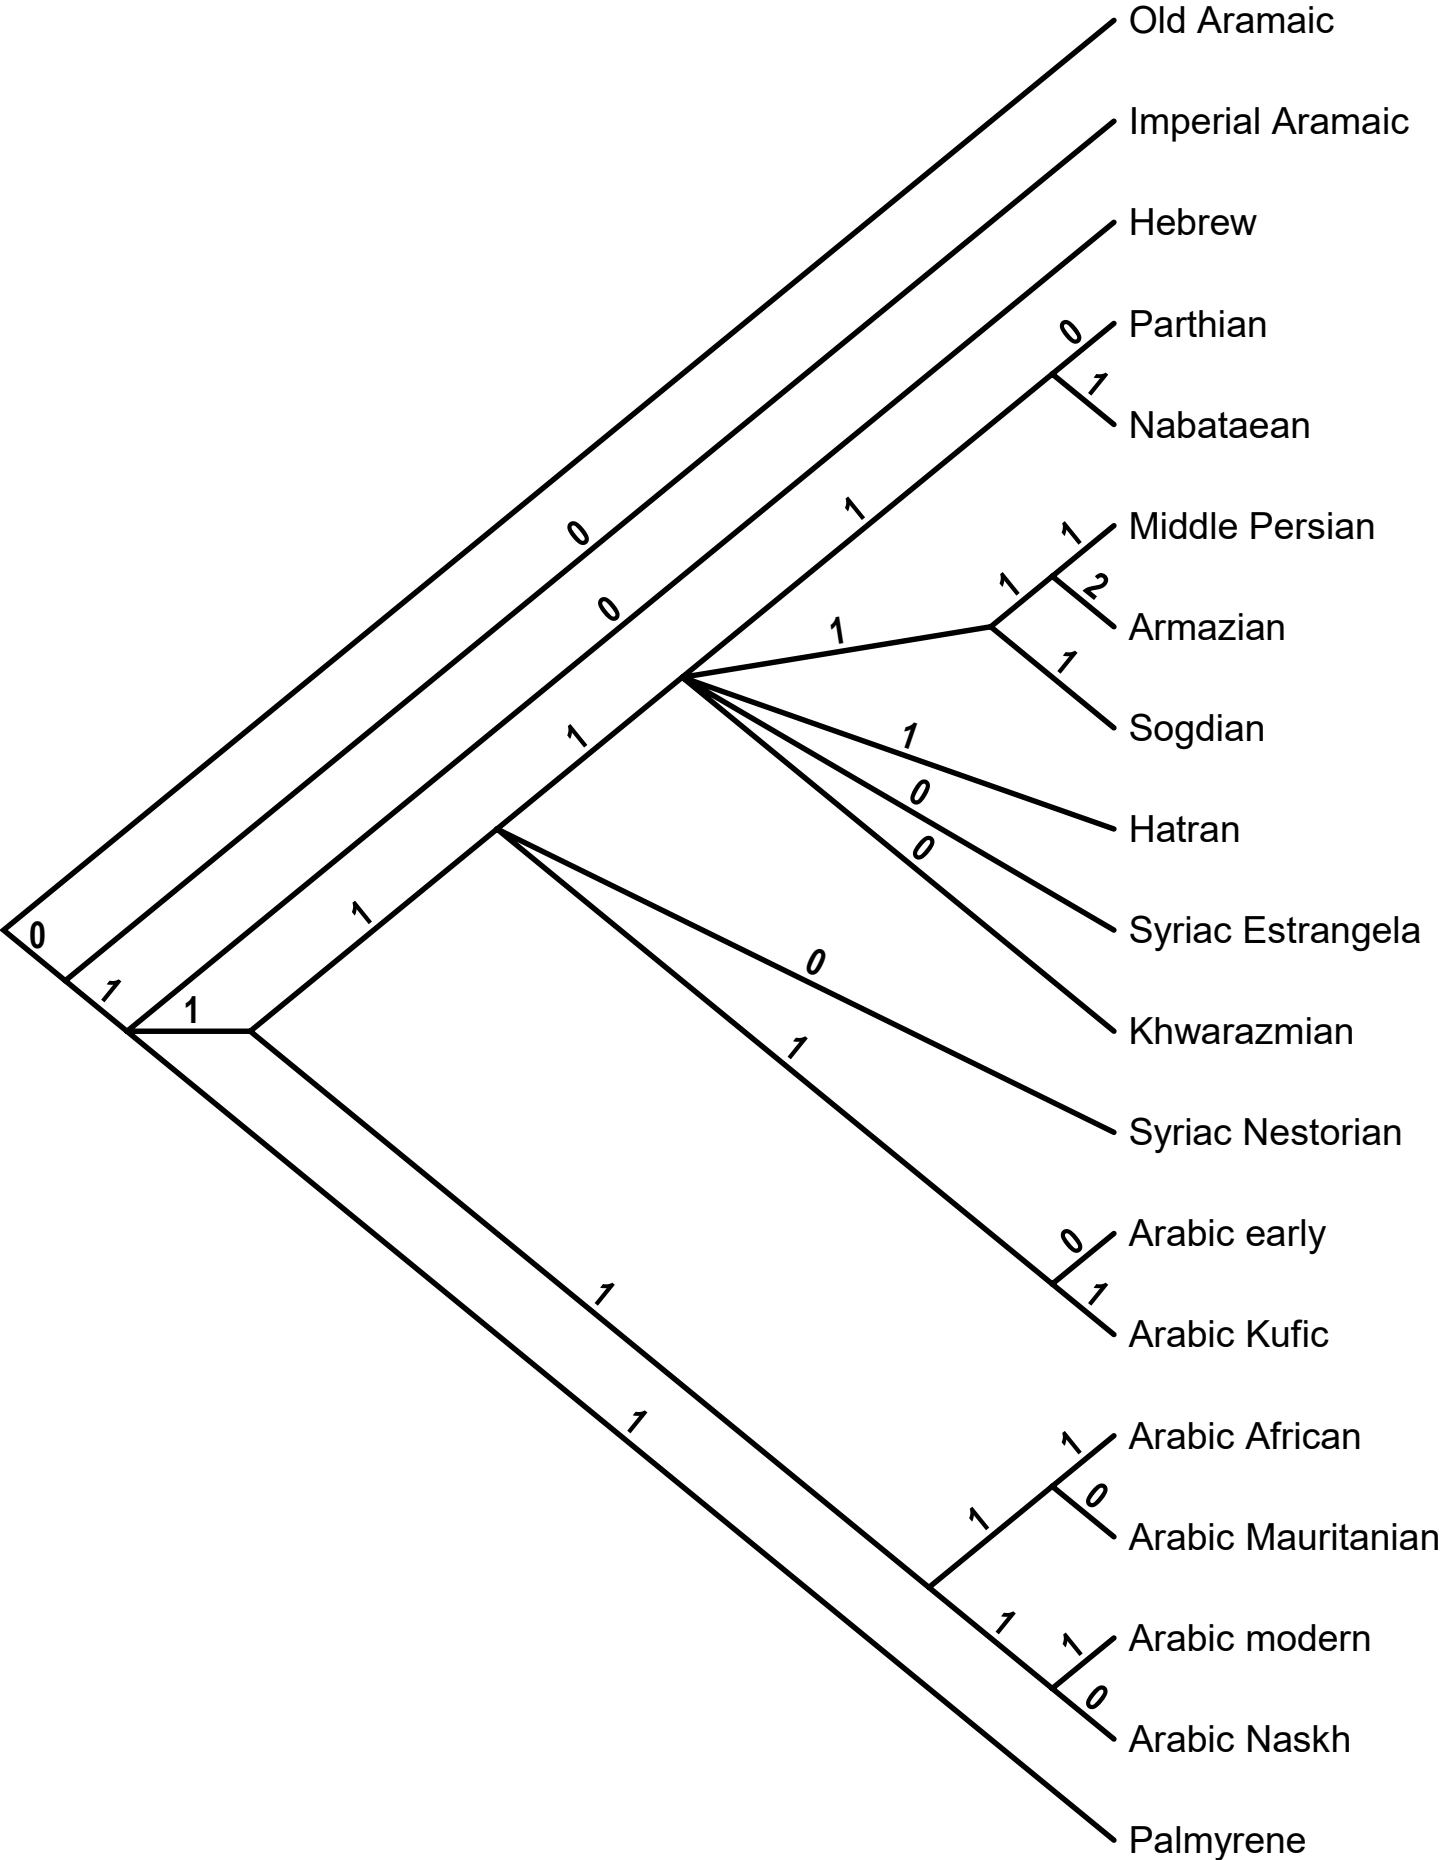 Old Aramaic
Imperial Aramaic
Hebrew
0
Parthian
1
Nabataean
1
0
1
Middle Persian
1
2
0
Armazian
1
1
Sogdian
1
1
Hatran
0
0
1
0
Syriac Estrangela
1
1
Khwarazmian
0
1
Syriac Nestorian
0
Arabic early
1
1
Arabic Kufic
1
1
Arabic African
1
0
Arabic Mauritanian
1
1
Arabic modern
0
Arabic Naskh
Palmyrene